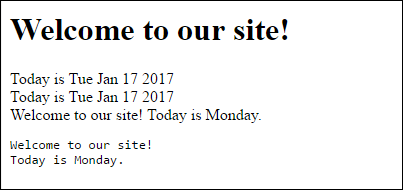 Welcome to our site!
Today is Tue Jan 17 2017
Today is Tue Jan 17 2017
Welcome to our site! Today is Monday.
Welcome to our site!
Today is Monday.